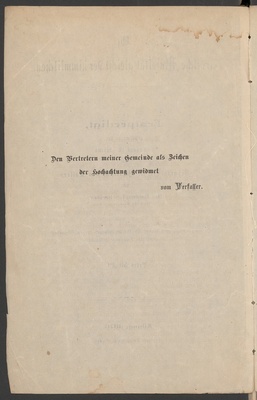 Den Vertretern meiner Gemeinde als Zeichen
der Hochachtung gewidmet
vom Verfasser.